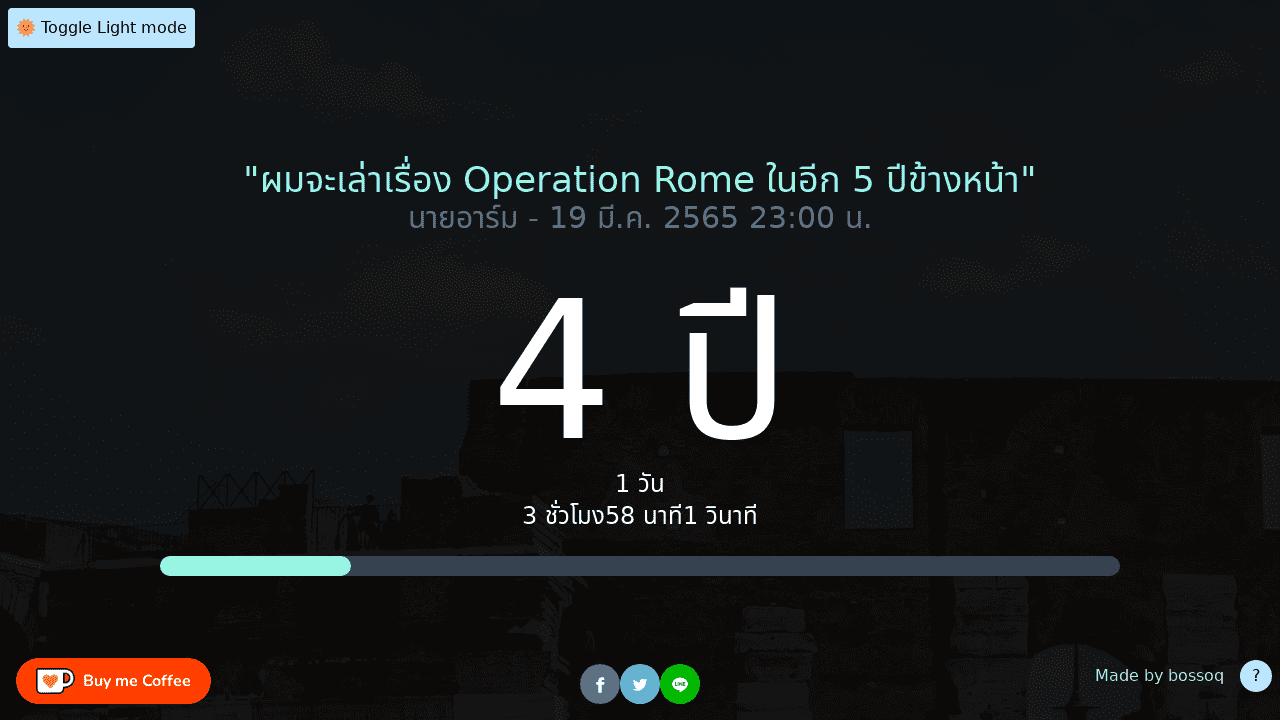 Toggle Light mode
"ผมจะเล่าเรื่อง Operation Rome ในอีก 5 ปีข้างหน้า"
นายอาร์ม - 19 มี.ค. 2565 23:00 น.
4 ปี
1 วัน
3 ชั่วโมง58 นาที1 วินาที
Buy me Coffee
LINE
Made by bossoq
?